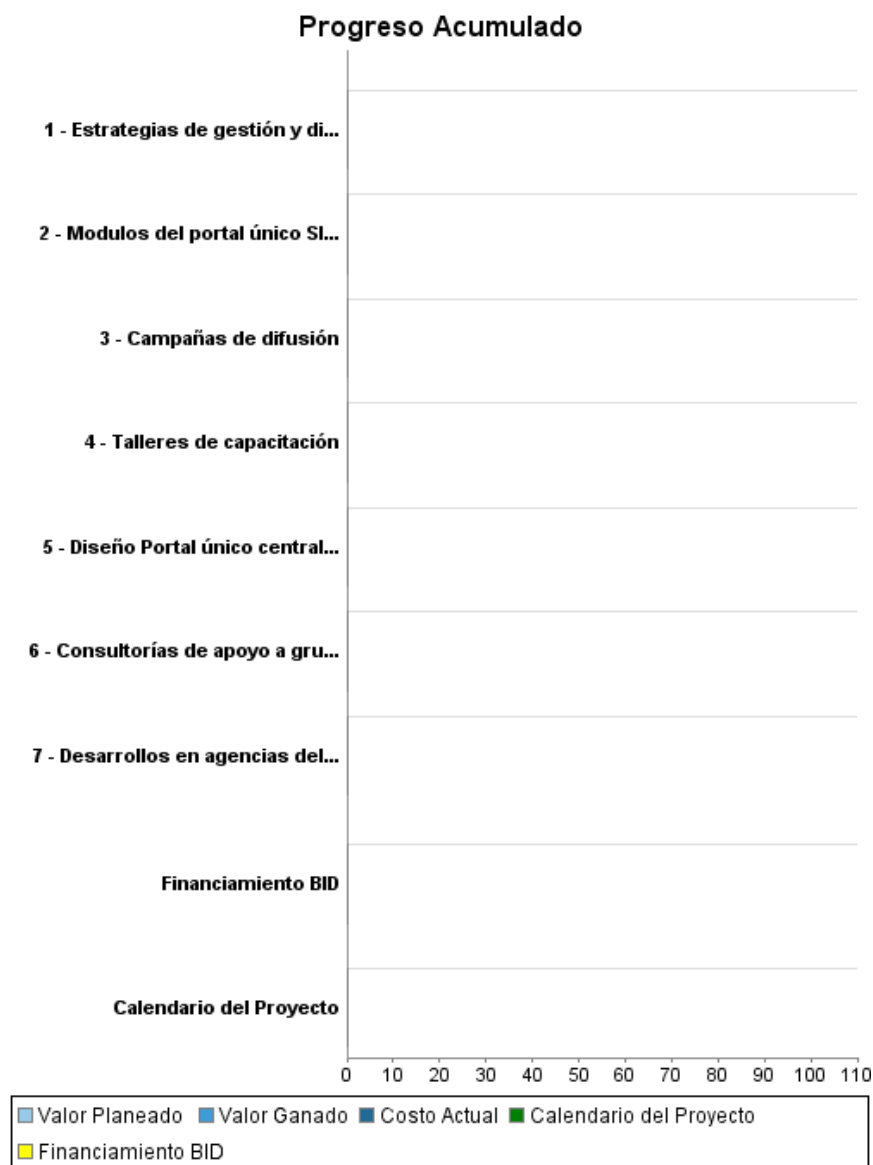 Progreso Acumulado
1 - Estrategias de gestión y di...
2 - Modulos del portal único SI...
3 - Campañas de difusión
4 - Talleres de capacitación
5 - Diseño Portal único central...
6 - Consultorías de apoyo a gru...
7 - Desarrollos en agencias del...
Financiamiento BID
Calendario del Proyecto
0 10 20 30 40 50 60 70 80 90 100 110
Valor Planeado Valor Ganado Costo Actual Calendario del Proyecto
Financiamiento BID